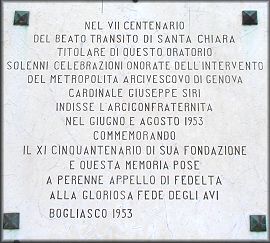 NEL VII CENTENARIO
DEL BEATO TRANSITO DI SANTA CHIARA
TITOLARE DI QUESTO ORATORIO
SOLENNI CELEBRAZIONI ONORATE DELL'INTERVENTO
DEL METROPOLITA ARCIVESCOVO DI GENOVA
CARDINALE GIUSEPPE SIRI
INDISSE L'ARCICONFRATERNITA
NEL GIUGNO E AGOSTO 1953
COMMEMORANDO
IL XI CINQUANTENARIO DI SUA FONDAZIONE
E QUESTA MEMORIA POSE
A PERENNE APPELLO DI FEDELTA
ALLA GLORIOSA FEDE DEGLI AVI
BOGLIASCO 1953